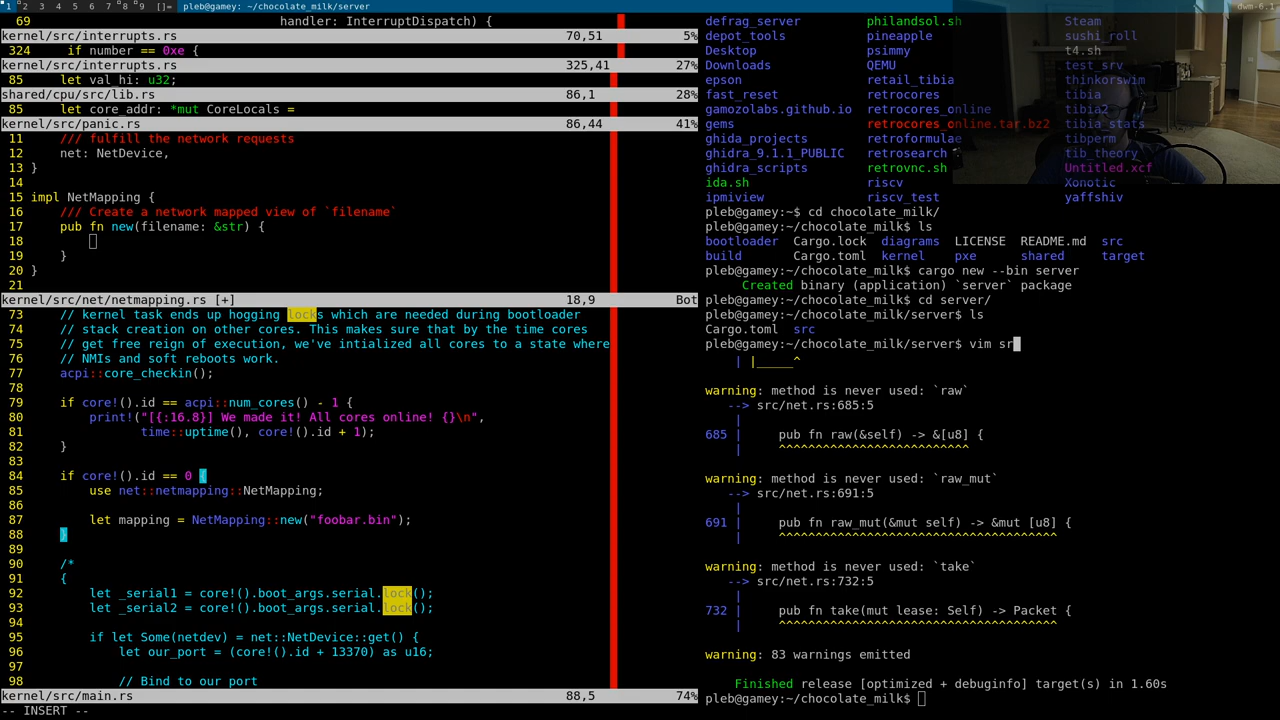 1 2 3 4 5 6 7 8 9 []= pleb@gamey: ~/chocolate_milk/server dwm-6.1
69 handler: InterruptDispatch) {
kernel/src/interrupts.rs 70,51 5%
324 if number == 0xe {
kernel/src/interrupts.rs 325,41 27%
85 let val_hi: u32;
shared/cpu/src/lib.rs 86,1 28%
85 let core_addr: *mut CoreLocals =
kernel/src/panic.rs 86,44 41%
11 /// fulfill the network requests
12 net: NetDevice,
13 }
14
15 impl NetMapping {
16 /// Create a network mapped view of `filename`
17 pub fn new(filename: &str) {
18
19 }
20 }
21
kernel/src/net/netmapping.rs [+] 18,9 Bot
73 // kernel task ends up hogging locks which are needed during bootloader
74 // stack creation on other cores. This makes sure that by the time cores
75 // get free reign of execution, we've intialized all cores to a state where
76 // NMIs and soft reboots work.
77 acpi::core_checkin();
78
79 if core!().id == acpi::num_cores() - 1 {
80 print!("[{:16.8}] We made it! All cores online! {}\n",
81 time::uptime(), core!().id + 1);
82 }
83
84 if core!().id == 0 {
85 use net::netmapping::NetMapping;
86
87 let mapping = NetMapping::new("foobar.bin");
88 }
89
90 /*
91 {
92 let _serial1 = core!().boot_args.serial.lock();
93 let _serial2 = core!().boot_args.serial.lock();
94
95 if let Some(netdev) = net::NetDevice::get() {
96 let our_port = (core!().id + 13370) as u16;
97
98 // Bind to our port
kernel/src/main.rs 88,5 74%
-- INSERT --
defrag_server philandsol.sh Steam
depot_tools pineapple sushi_roll
Desktop psimmy t4.sh
Downloads QEMU test_srv
epson retail_tibia thinkorswim
fast_reset retrocores tibia
gamozolabs.github.io retrocores_online tibia2
gems retrocores_online.tar.bz2 tibia_stats
ghida_projects retroformulae tibperm
ghidra_9.1.1_PUBLIC retrosearch tib_theory
ghidra_scripts retrovnc.sh Untitled.xcf
ida.sh riscv Xonotic
ipmiview riscv_test yaffshiv
pleb@gamey:~$ cd chocolate_milk/
pleb@gamey:~/chocolate_milk$ ls
bootloader Cargo.lock diagrams LICENSE README.md src
build Cargo.toml kernel pxe shared target
pleb@gamey:~/chocolate_milk$ cargo new --bin server
Created binary (application) `server` package
pleb@gamey:~/chocolate_milk$ cd server/
pleb@gamey:~/chocolate_milk/server$ ls
Cargo.toml src
pleb@gamey:~/chocolate_milk/server$ vim sr
| |_____^
warning: method is never used: `raw`
--> src/net.rs:685:5
|
685 | pub fn raw(&self) -> &[u8] {
| ^^^^^^^^^^^^^^^^^^^^^^^^^^
warning: method is never used: `raw_mut`
--> src/net.rs:691:5
|
691 | pub fn raw_mut(&mut self) -> &mut [u8] {
| ^^^^^^^^^^^^^^^^^^^^^^^^^^^^^^^^^^^^^^
warning: method is never used: `take`
--> src/net.rs:732:5
|
732 | pub fn take(mut lease: Self) -> Packet {
| ^^^^^^^^^^^^^^^^^^^^^^^^^^^^^^^^^^^^^^
warning: 83 warnings emitted
Finished release [optimized + debuginfo] target(s) in 1.60s
pleb@gamey:~/chocolate_milk$